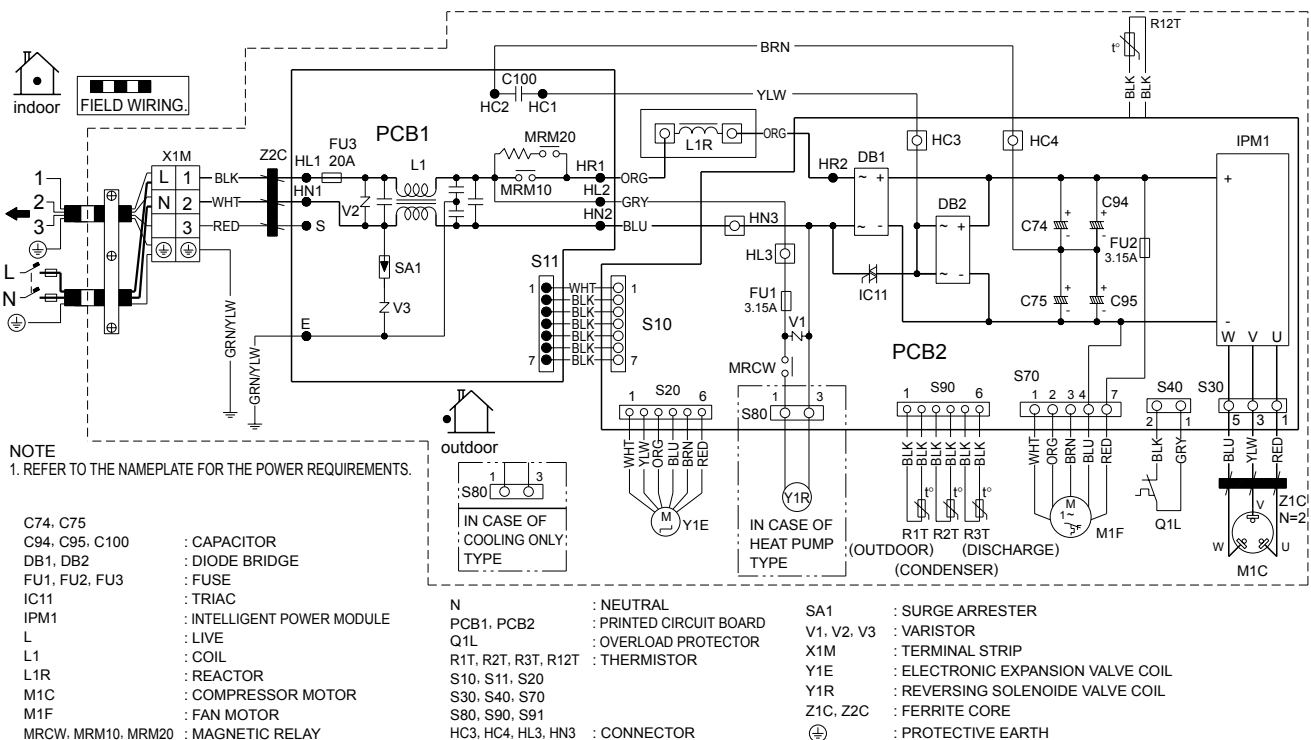 indoor
FIELD WIRING.
1
2
3
L
N
X1M
L 1
N 2
3
BLK
WHT
RED
Z2C
GRN/YLW
GRN/YLW
PCB1
HL1
HN1
S
E
FU3
20A
V2
L1
SA1
V3
C100
HC2 HC1
MRM20
MRM10
HR1
HL2
HN2
ORG
GRY
BLU
BRN
YLW
L1R
ORG
HR2
HN3
HL3
S11
1
7
WHT
BLK
BLK
BLK
BLK
BLK
BLK
1
7
S10
FU1
3.15A
V1
MRCW
S80
1 3
Y1R
IN CASE OF
HEAT PUMP
TYPE
outdoor
S80
1 3
IN CASE OF
COOLING ONLY
TYPE
S20
1 6
WHT
YLW
ORG
BLU
BRN
RED
M
Y1E
HC3
HC4
DB1
~ +
~ -
DB2
~ +
~ -
IC11
C74
C94
C75
C95
+
-
+
-
+
-
+
-
FU2
3.15A
R12T
t°
BLK
BLK
IPM1
+
-
W V U
PCB2
S90
1 6
BLK
BLK
BLK
BLK
BLK
BLK
t° t° t°
R1T R2T R3T
(OUTDOOR) (DISCHARGE)
(CONDENSER)
S70
1 2 3 4 7
WHT
ORG
BRN
BLU
RED
M
1~
M1F
S40
2 1
BLK
GRY
Q1L
S30
5 3 1
BLU
YLW
RED
Z1C
N=2
V
W U
M1C
NOTE
1. REFER TO THE NAMEPLATE FOR THE POWER REQUIREMENTS.
C74, C75
C94, C95, C100 : CAPACITOR
DB1, DB2 : DIODE BRIDGE
FU1, FU2, FU3 : FUSE
IC11 : TRIAC
IPM1 : INTELLIGENT POWER MODULE
L : LIVE
L1 : COIL
L1R : REACTOR
M1C : COMPRESSOR MOTOR
M1F : FAN MOTOR
MRCW, MRM10, MRM20 : MAGNETIC RELAY
N : NEUTRAL
PCB1, PCB2 : PRINTED CIRCUIT BOARD
Q1L : OVERLOAD PROTECTOR
R1T, R2T, R3T, R12T : THERMISTOR
S10, S11, S20
S30, S40, S70
S80, S90, S91
HC3, HC4, HL3, HN3 : CONNECTOR
SA1 : SURGE ARRESTER
V1, V2, V3 : VARISTOR
X1M : TERMINAL STRIP
Y1E : ELECTRONIC EXPANSION VALVE COIL
Y1R : REVERSING SOLENOIDE VALVE COIL
Z1C, Z2C : FERRITE CORE
: PROTECTIVE EARTH